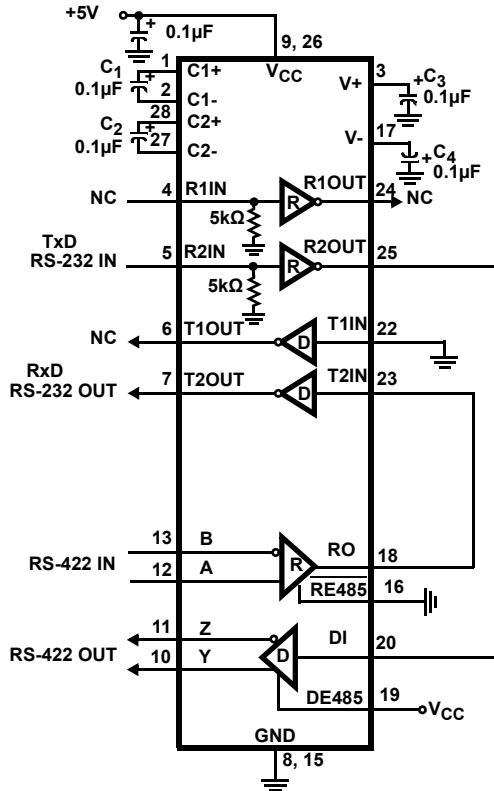 +5V
+
0.1µF
9, 26
VCC
1
C1+
C1
0.1µF
+
2
C1-
28
C2+
C2
0.1µF
+
27
C2-
3
V+
+
C3
0.1µF
17
V-
+
C4
0.1µF
NC
4
R1IN
R
R1OUT
24
NC
5kΩ
TxD
RS-232 IN
5
R2IN
R
R2OUT
25
5kΩ
NC
6
T1OUT
D
T1IN
22
RxD
RS-232 OUT
7
T2OUT
D
T2IN
23
RS-422 IN
13
B
12
A
R
RO
18
RE485
16
RS-422 OUT
11
Z
10
Y
D
DI
20
DE485
19
VCC
GND
8, 15